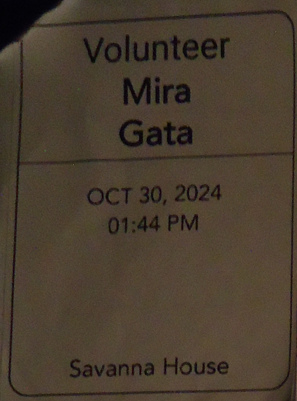 Volunteer
Mira
Gata
OCT 30, 2024
01:44 PM
Savanna House